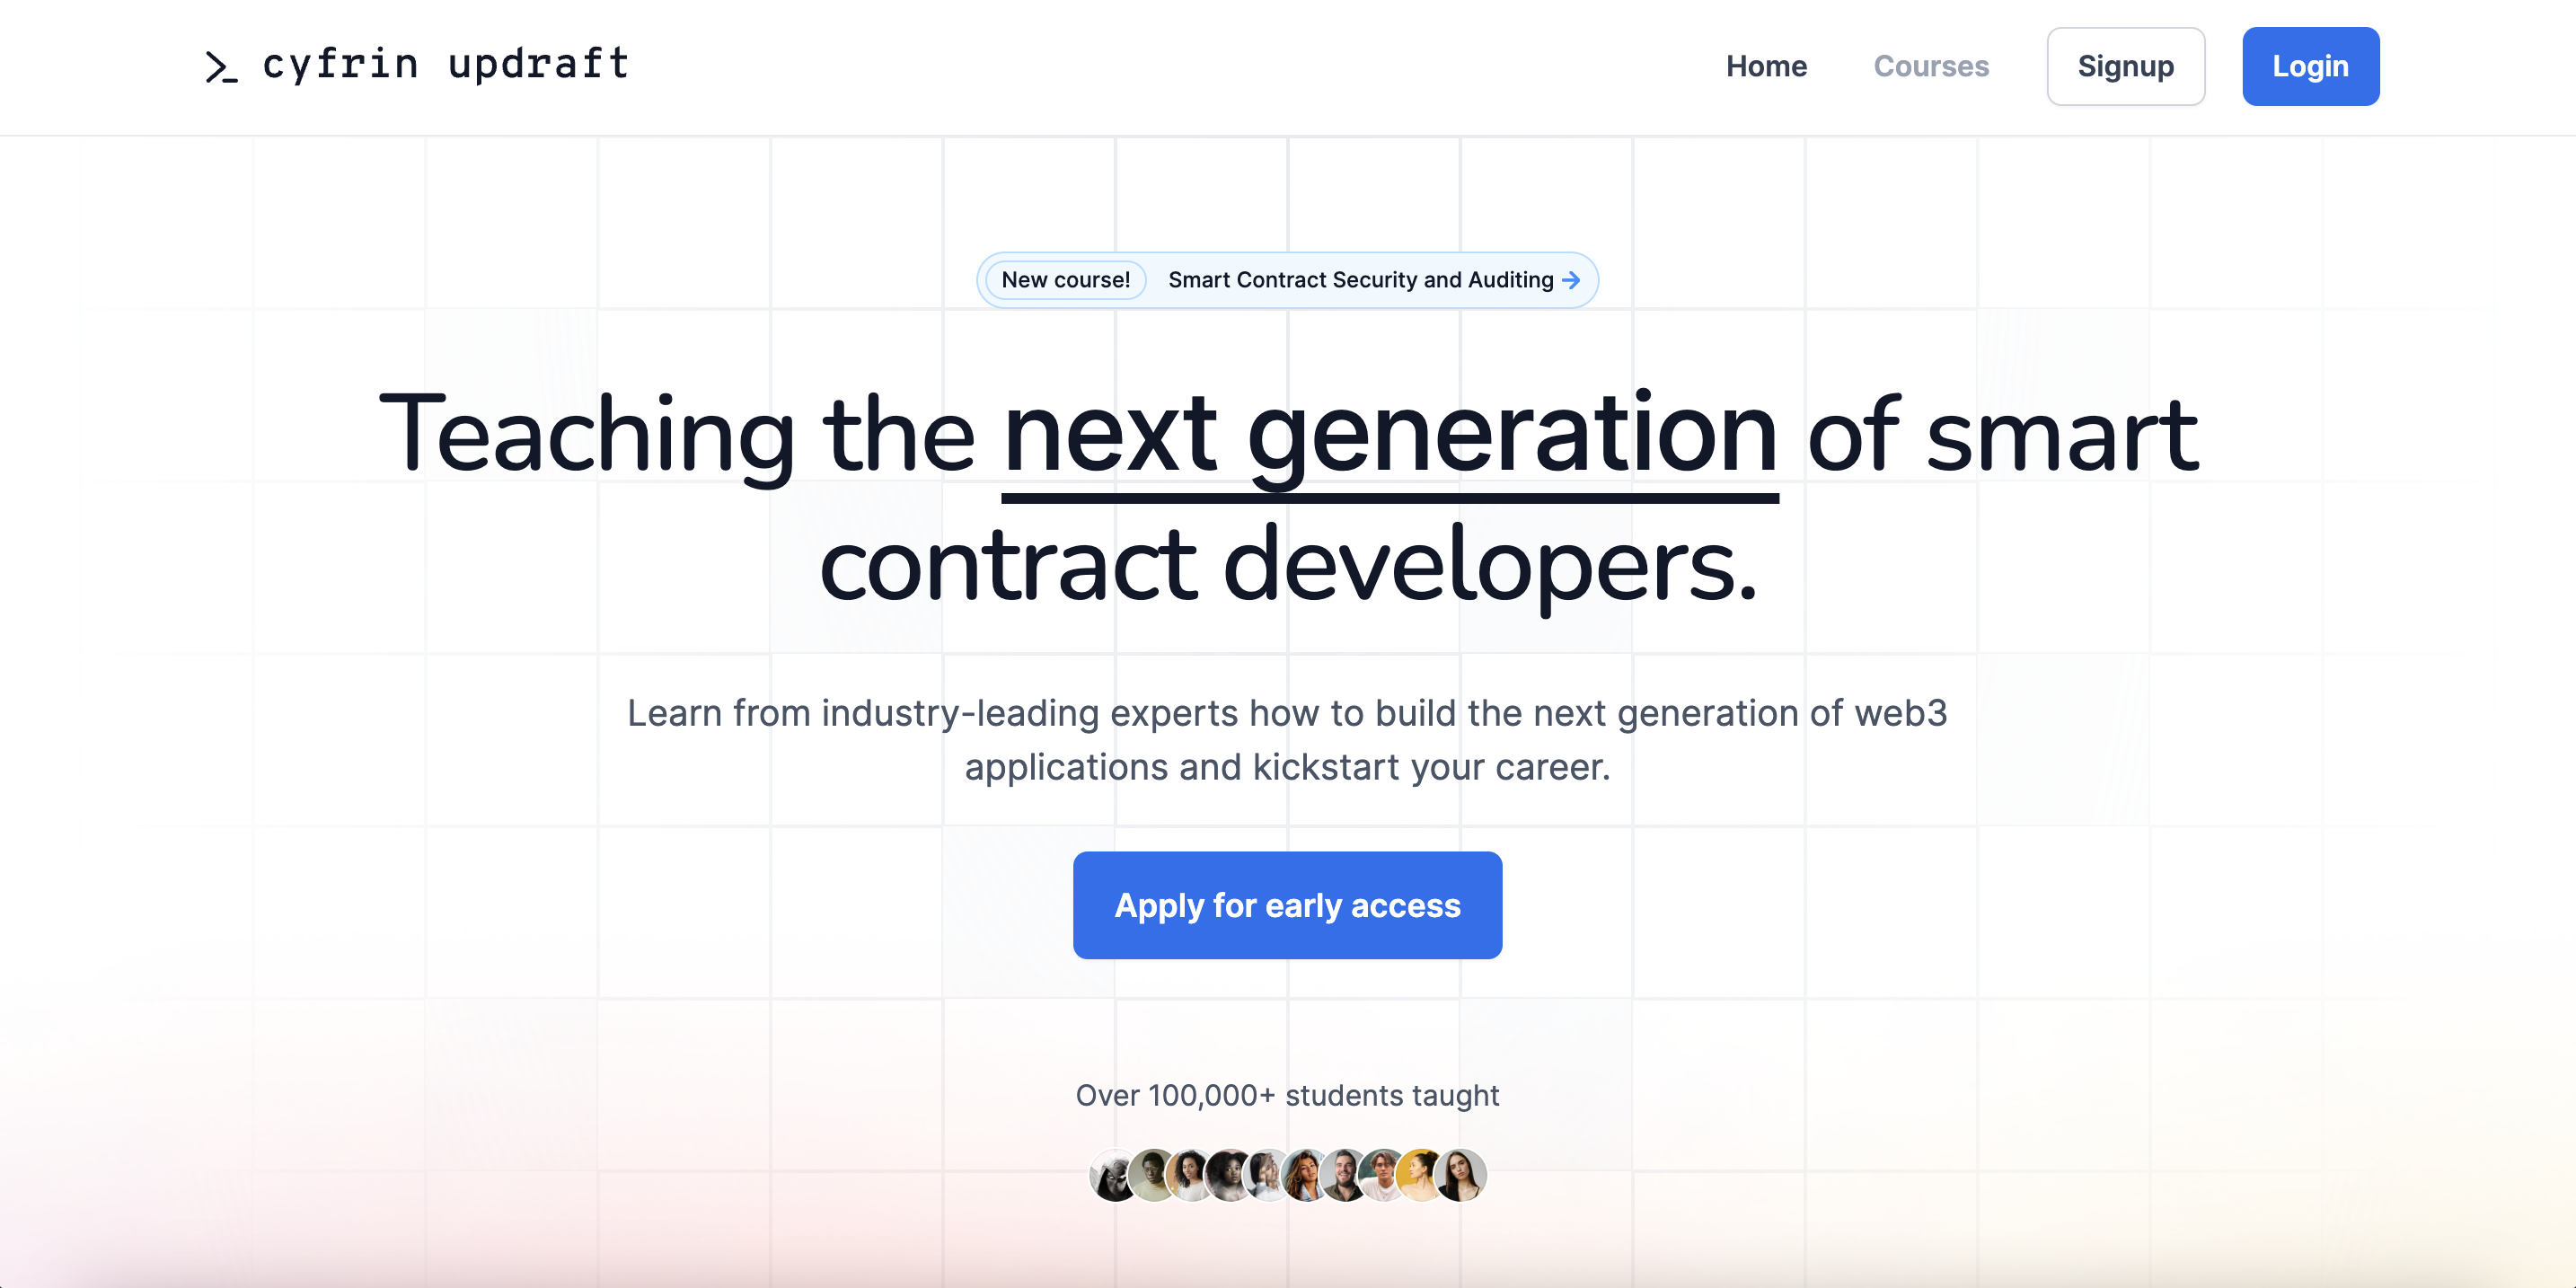 >_ cyfrin updraft
Home Courses Signup Login
New course! Smart Contract Security and Auditing →
Teaching the next generation of smart
contract developers.
Learn from industry-leading experts how to build the next generation of web3
applications and kickstart your career.
Apply for early access
Over 100,000+ students taught